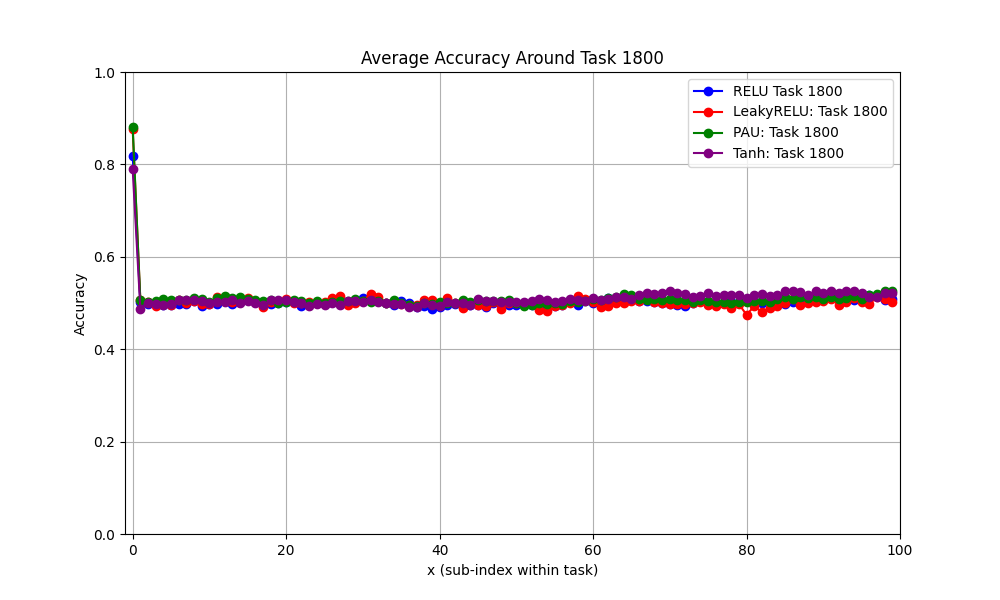 Average Accuracy Around Task 1800
RELU Task 1800
LeakyRELU: Task 1800
PAU: Task 1800
Tanh: Task 1800
1.0
0.8
0.6
0.4
0.2
0.0
Accuracy
0 20 40 60 80 100
x (sub-index within task)